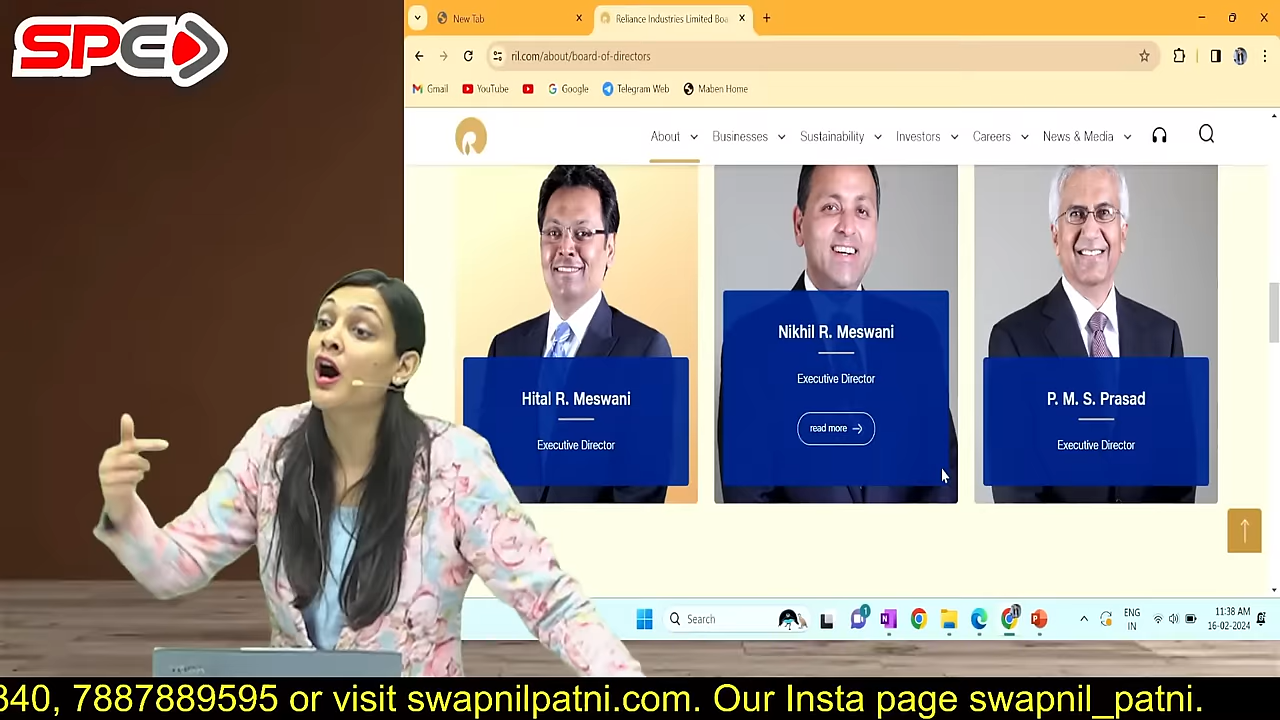 SPC
New Tab
Reliance Industries Limited Boa
ril.com/about/board-of-directors
Gmail
YouTube
Google
Telegram Web
Maben Home
About
Businesses
Sustainability
Investors
Careers
News & Media
Hital R. Meswani
Executive Director
Nikhil R. Meswani
Executive Director
read more →
P. M. S. Prasad
Executive Director
Search
1
ENG
IN
11:38 AM
16-02-2024
840, 7887889595 or visit swapnilpatni.com. Our Insta page swapnil_patni.